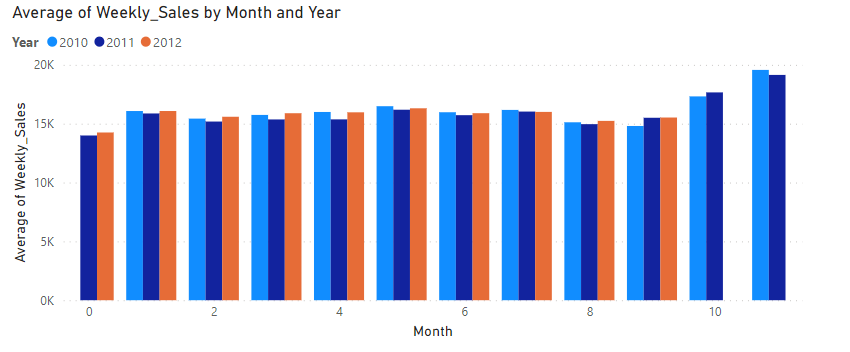 Average of Weekly_Sales by Month and Year
Year 2010 2011 2012
20K
15K
10K
5K
0K
Average of Weekly_Sales
0 2 4 6 8 10
Month